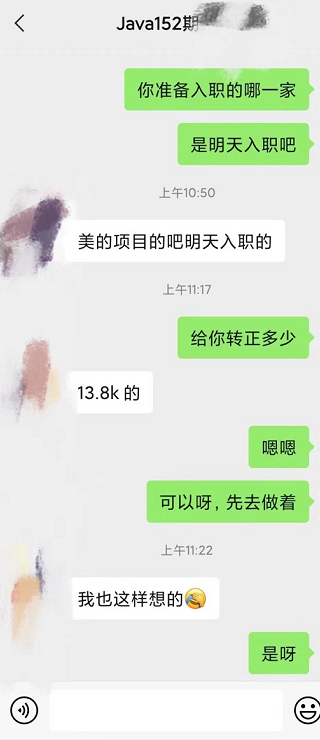 Java152期
你准备入职的哪一家
是明天入职吧
上午10:50
美的项目的吧明天入职的
上午11:17
给你转正多少
13.8k 的
嗯嗯
可以呀，先去做着
上午11:22
我也这样想的🤣
是呀